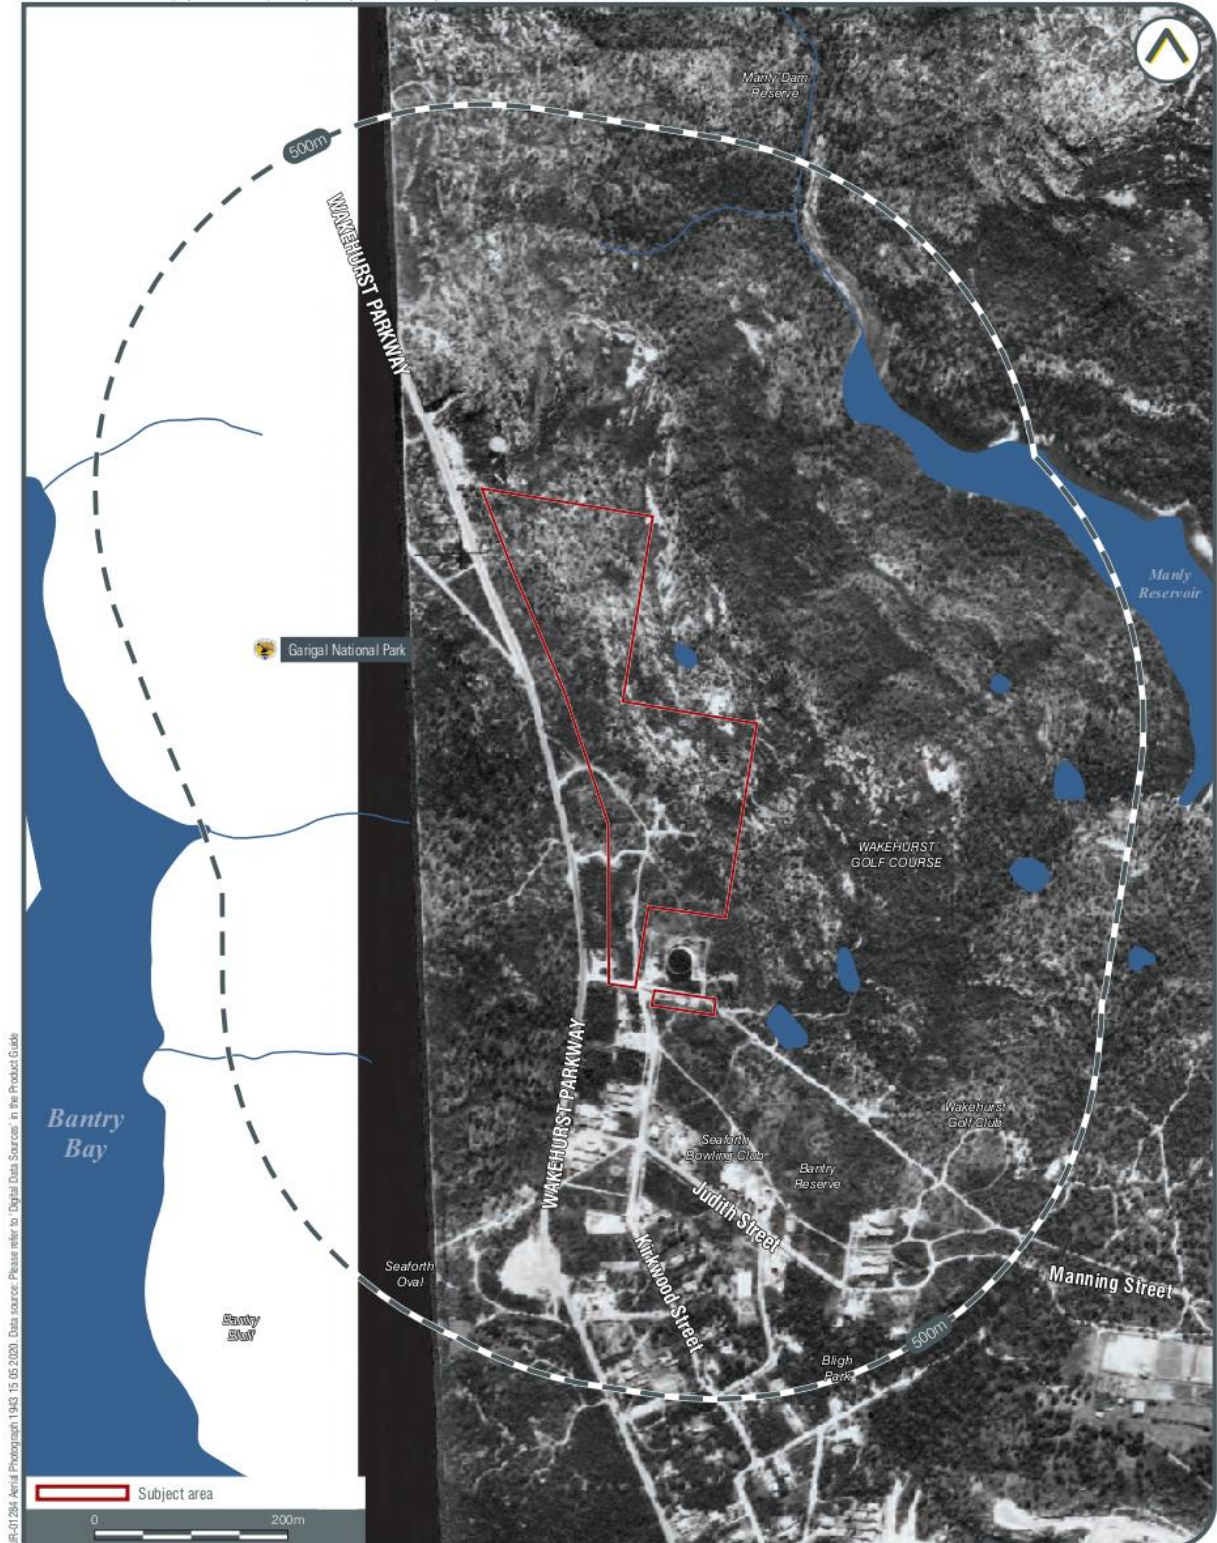 Manly Dam
Reserve
500m
WAKEHURST PARKWAY
Manly
Reservoir
Garigal National Park
WAKEHURST
GOLF COURSE
WAKEHURST PARKWAY
Bantry
Bay
Wakehurst
Golf Club
Seaforth
Bowling Club
Bantry
Reserve
Judith Street
Kirkwood Street
Seaforth
Oval
Manning Street
Bantry
Bluff
500m
Bligh
Park
Subject area
0 200m
JR-01284 Aerial Photograph 1943 15 05 2020. Data source: Please refer to "Digital Data Sources" in the Product Guide